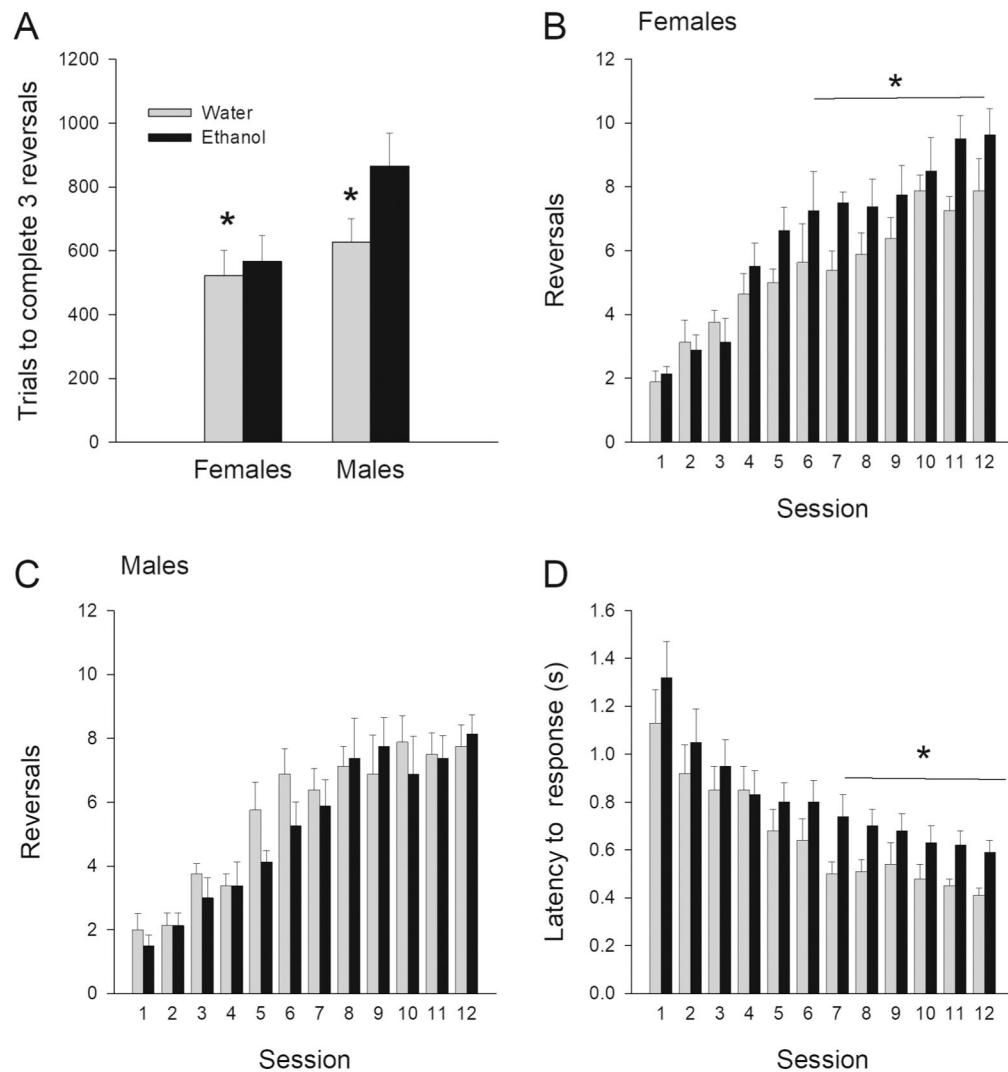 A
Trials to complete 3 reversals
1200
1000
800
600
400
200
0
Water
Ethanol
*
*
Females Males
B Females
Reversals
12
10
8
6
4
2
0
*
1 2 3 4 5 6 7 8 9 10 11 12
Session
C Males
Reversals
12
10
8
6
4
2
0
1 2 3 4 5 6 7 8 9 10 11 12
Session
D
Latency to response (s)
1.6
1.4
1.2
1.0
0.8
0.6
0.4
0.2
0.0
*
1 2 3 4 5 6 7 8 9 10 11 12
Session